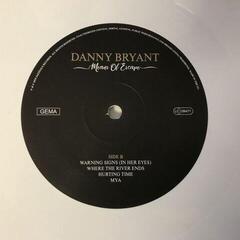 DANNY BRYANT
Means Of Escape
GEMA
SIDE B
WARNING SIGNS (IN HER EYES)
WHERE THE RIVER ENDS
HURTING TIME
MYA